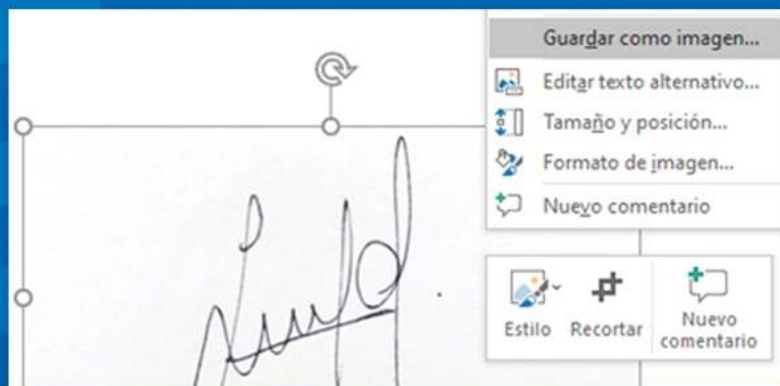 Guardar como imagen...
Editar texto alternativo...
Tamaño y posición...
Formato de imagen...
Nuevo comentario
Estilo
Recortar
Nuevo
comentario